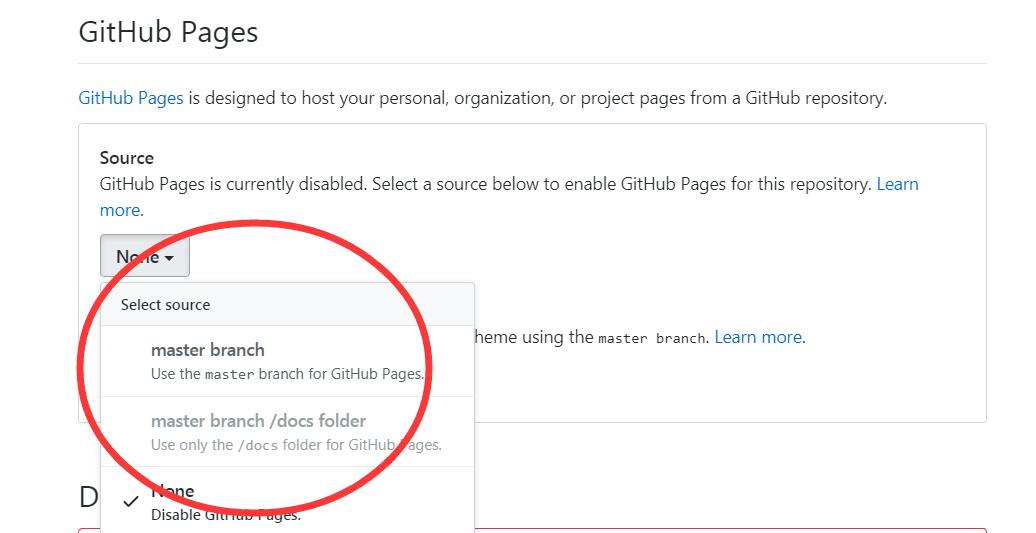 GitHub Pages
GitHub Pages is designed to host your personal, organization, or project pages from a GitHub repository.
Source
GitHub Pages is currently disabled. Select a source below to enable GitHub Pages for this repository. Learn
more.
None
Select source
heme using the master branch. Learn more.
master branch
Use the master branch for GitHub Pages.
master branch /docs folder
Use only the /docs folder for GitHub Pages.
None
Disable GitHub Pages.
D